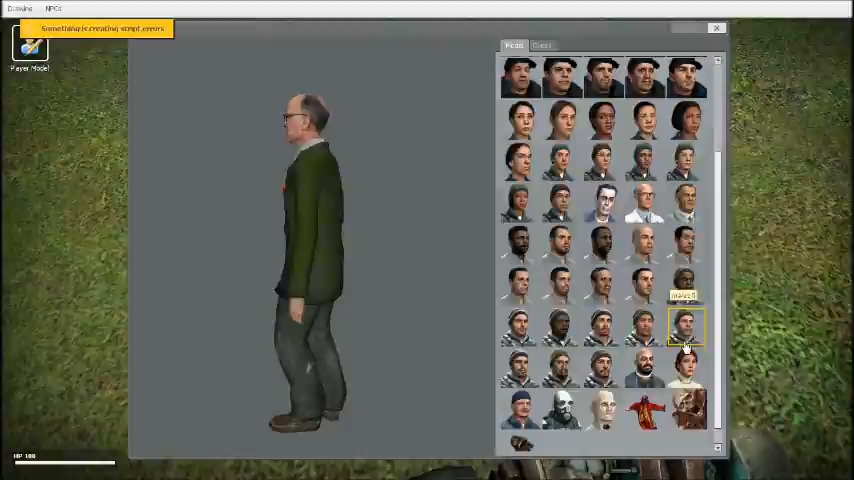 Drawing NPCs
Something is creating script errors
Player Model
Model Colors
HP 100